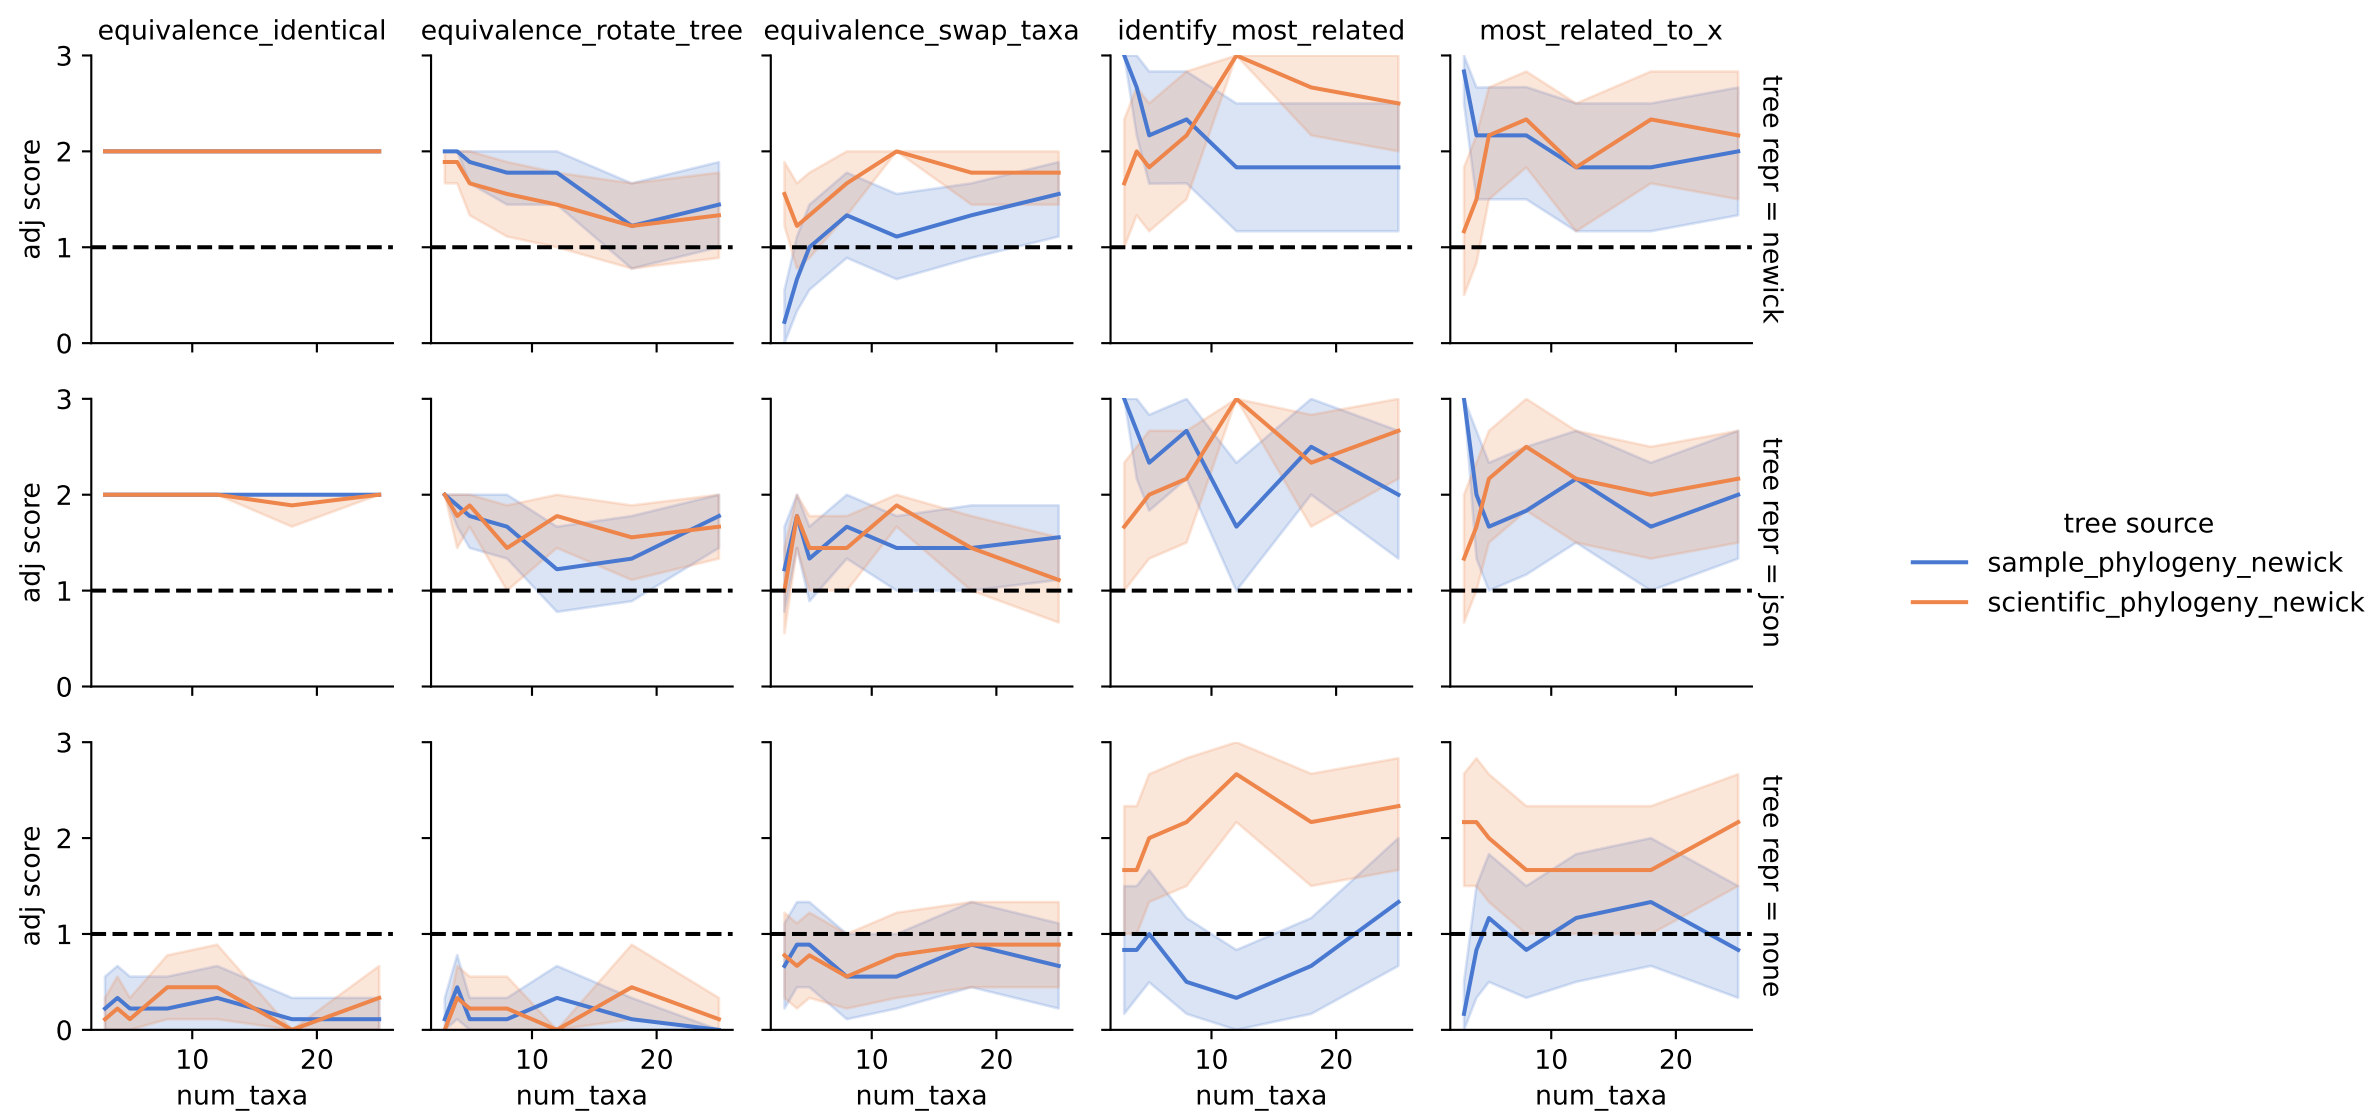 equivalence_identical
equivalence_rotate_tree
equivalence_swap_taxa
identify_most_related
most_related_to_x
3
2
1
0
adj score
tree repr = newick
3
2
1
0
adj score
tree repr = json
3
2
1
0
adj score
tree repr = none
10 20
10 20
10 20
10 20
10 20
num_taxa
num_taxa
num_taxa
num_taxa
num_taxa
tree source
sample_phylogeny_newick
scientific_phylogeny_newick